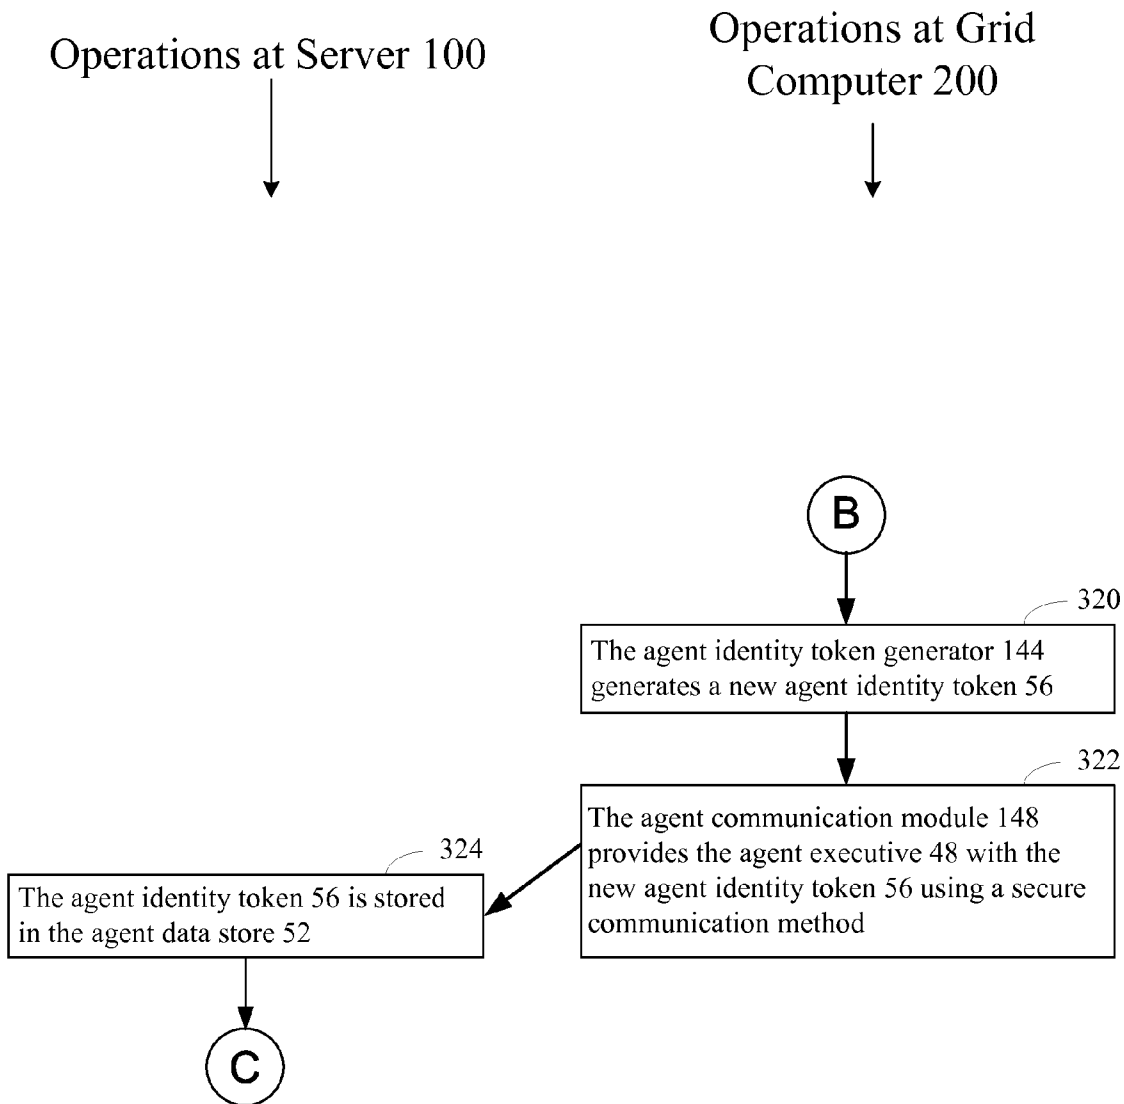 Operations at Server 100
Operations at Grid
Computer 200
B
320
The agent identity token generator 144
generates a new agent identity token 56
322
The agent communication module 148
provides the agent executive 48 with the
new agent identity token 56 using a secure
communication method
324
The agent identity token 56 is stored
in the agent data store 52
C